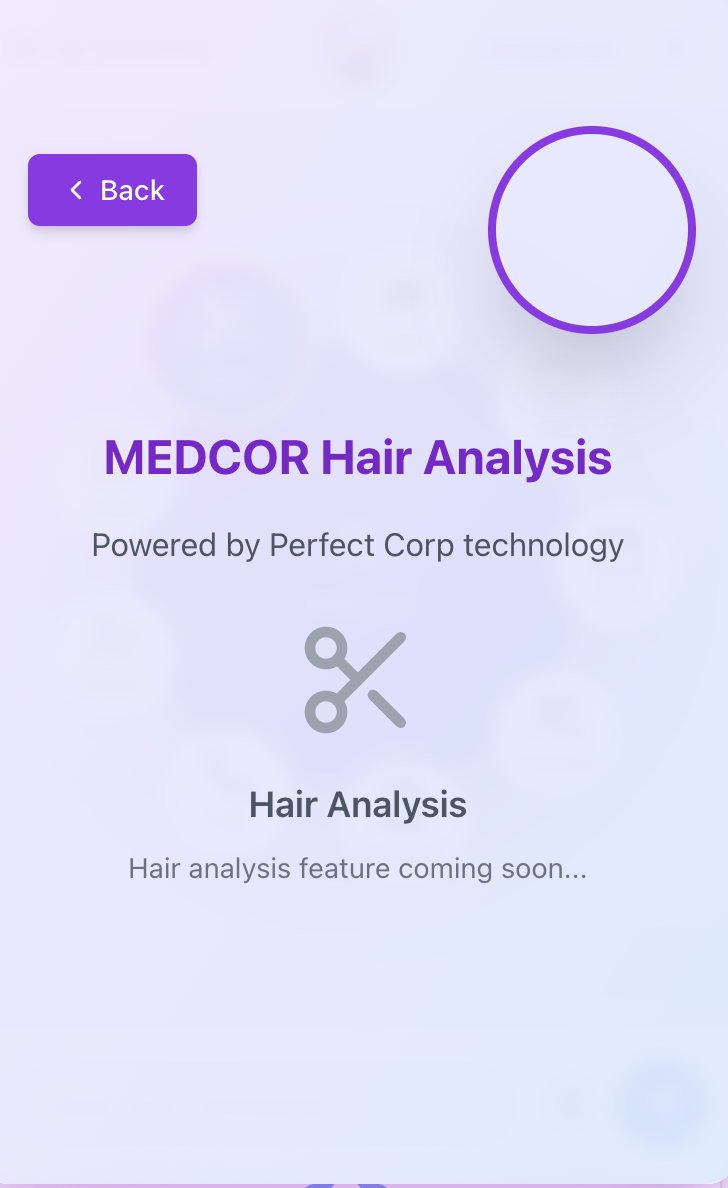 Back
MEDCOR Hair Analysis
Powered by Perfect Corp technology
Hair Analysis
Hair analysis feature coming soon...